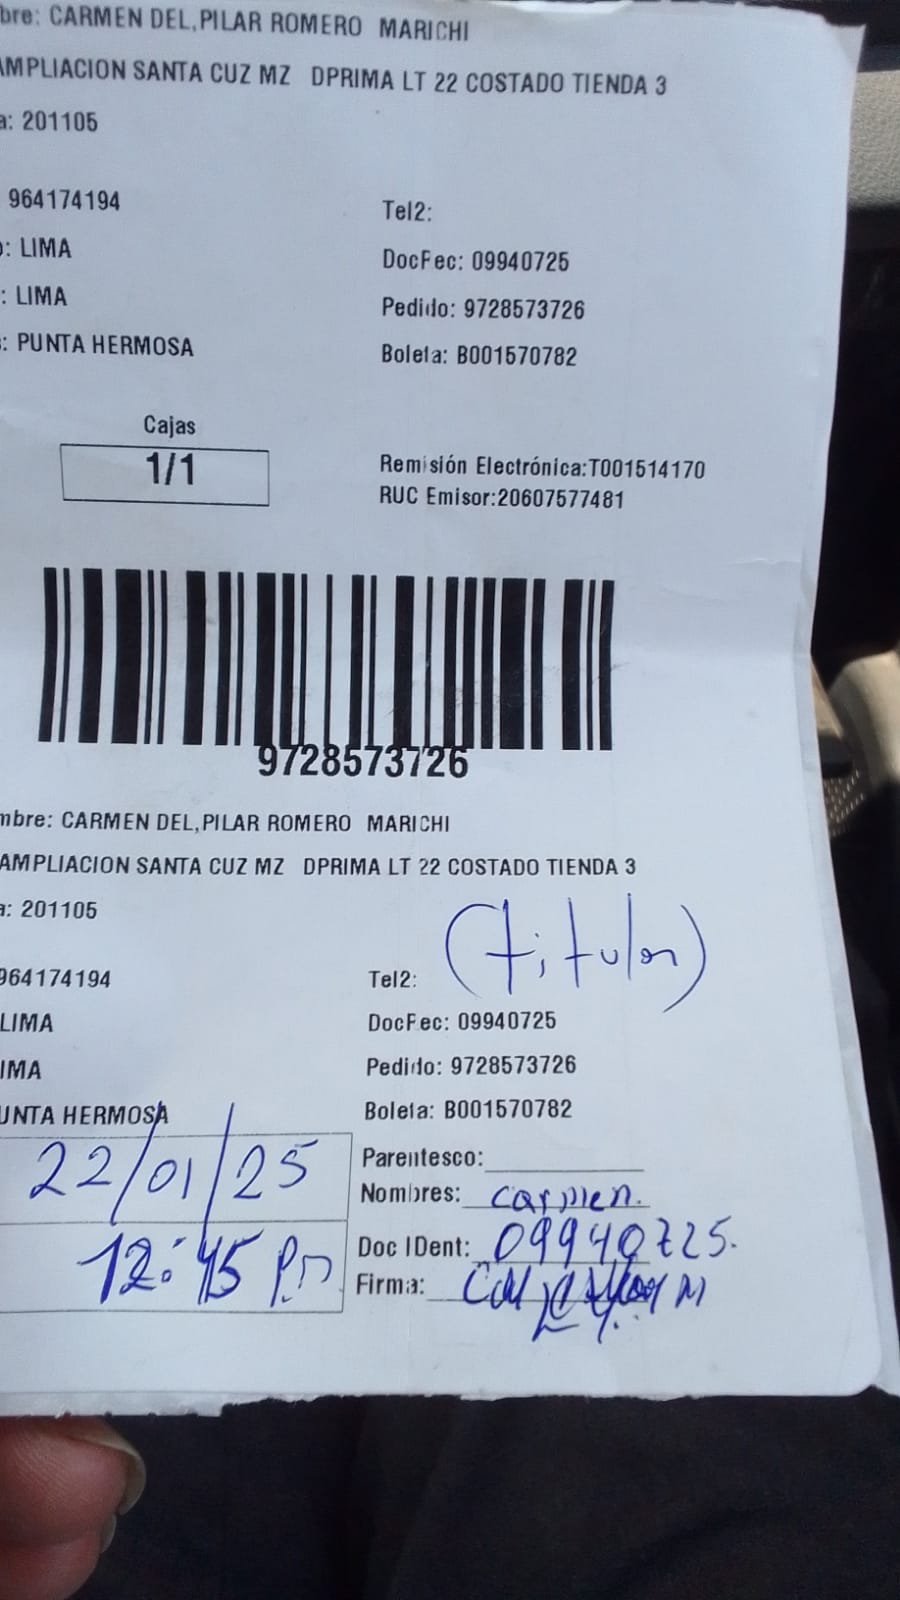 bre: CARMEN DEL,PILAR ROMERO MARICHI
AMPLIACION SANTA CUZ MZ DPRIMA LT 22 COSTADO TIENDA 3
a: 201105
964174194 Tel2:
o: LIMA DocFec: 09940725
: LIMA Pedido: 9728573726
s: PUNTA HERMOSA Boleta: B001570782
Cajas
1/1
Remisión Electrónica:T001514170
RUC Emisor:20607577481
9728573726
mbre: CARMEN DEL,PILAR ROMERO MARICHI
AMPLIACION SANTA CUZ MZ DPRIMA LT 22 COSTADO TIENDA 3
a: 201105
(titular)
964174194 Tel2:
LIMA DocFec: 09940725
IMA Pedido: 9728573726
UNTA HERMOSA Boleta: B001570782
22/01/25 Parentesco:
Nombres: Carmen.
12:45 Pm Doc IDent: 09940725.
Firma: